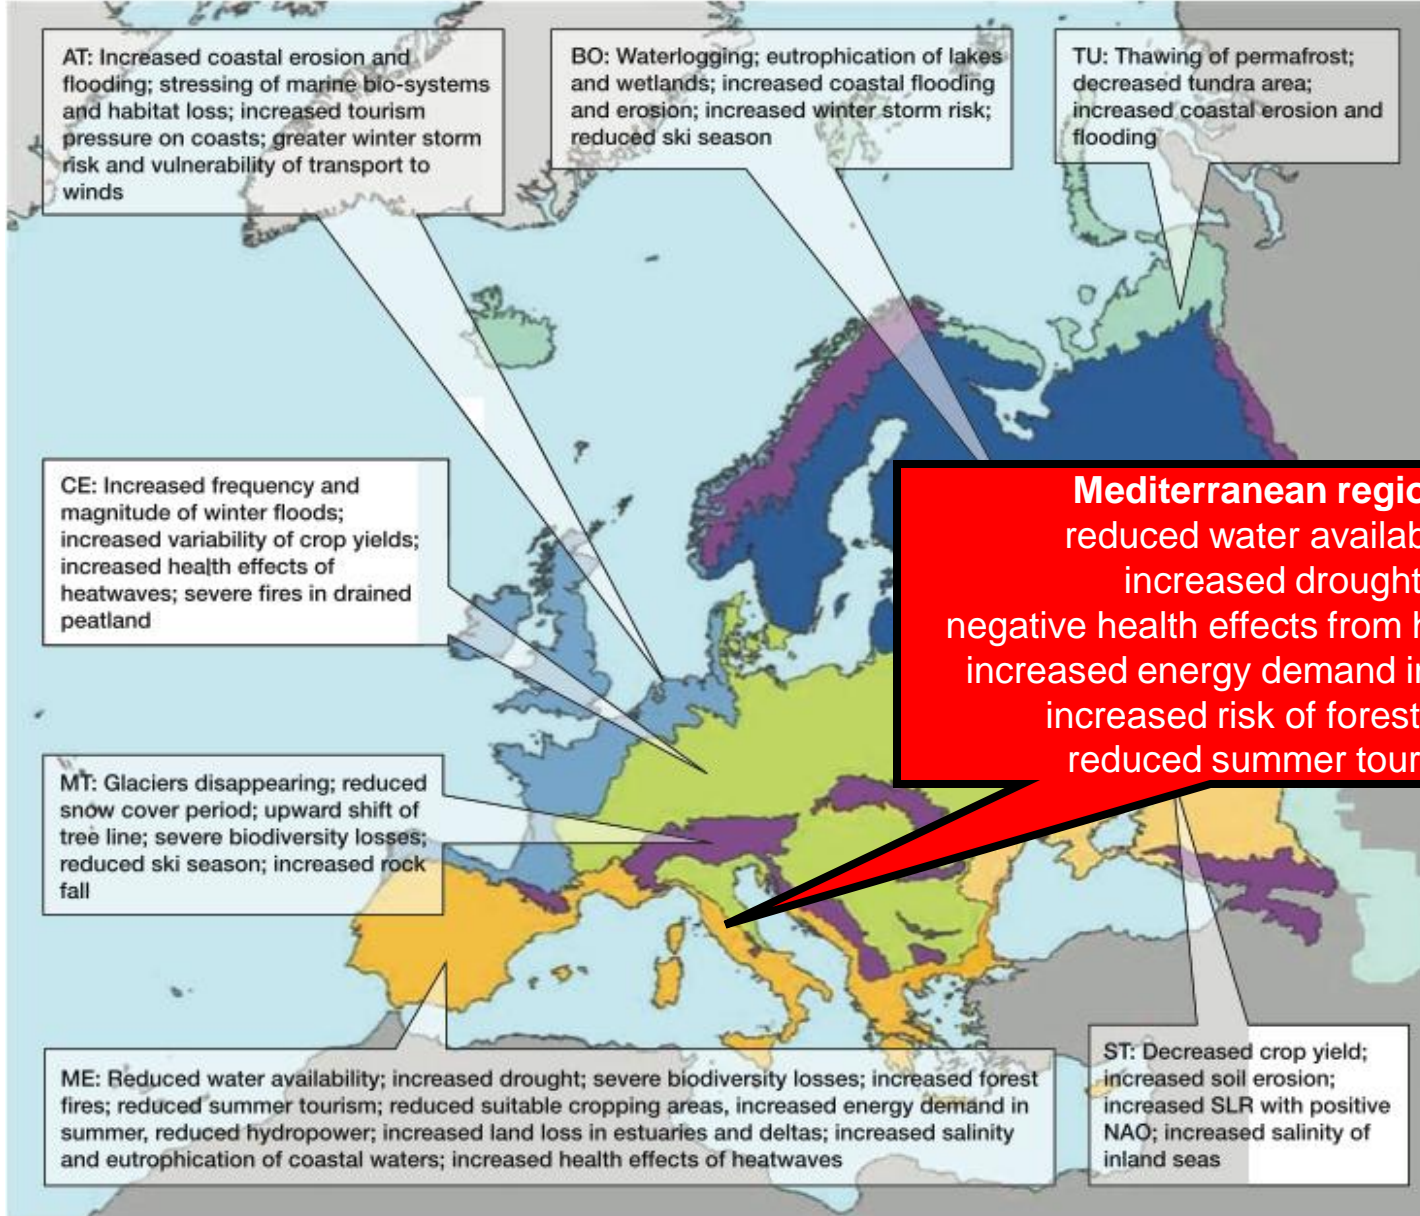 AT: Increased coastal erosion and
flooding; stressing of marine bio-systems
and habitat loss; increased tourism
pressure on coasts; greater winter storm
risk and vulnerability of transport to
winds
BO: Waterlogging; eutrophication of lakes
and wetlands; increased coastal flooding
and erosion; increased winter storm risk;
reduced ski season
TU: Thawing of permafrost;
decreased tundra area;
increased coastal erosion and
flooding
CE: Increased frequency and
magnitude of winter floods;
increased variability of crop yields;
increased health effects of
heatwaves; severe fires in drained
peatland
Mediterranean regio
reduced water availab
increased drought
negative health effects from h
increased energy demand i
increased risk of forest
reduced summer tour
MT: Glaciers disappearing; reduced
snow cover period; upward shift of
tree line; severe biodiversity losses;
reduced ski season; increased rock
fall
ME: Reduced water availability; increased drought; severe biodiversity losses; increased forest
fires; reduced summer tourism; reduced suitable cropping areas, increased energy demand in
summer, reduced hydropower; increased land loss in estuaries and deltas; increased salinity
and eutrophication of coastal waters; increased health effects of heatwaves
ST: Decreased crop yield;
increased soil erosion;
increased SLR with positive
NAO; increased salinity of
inland seas